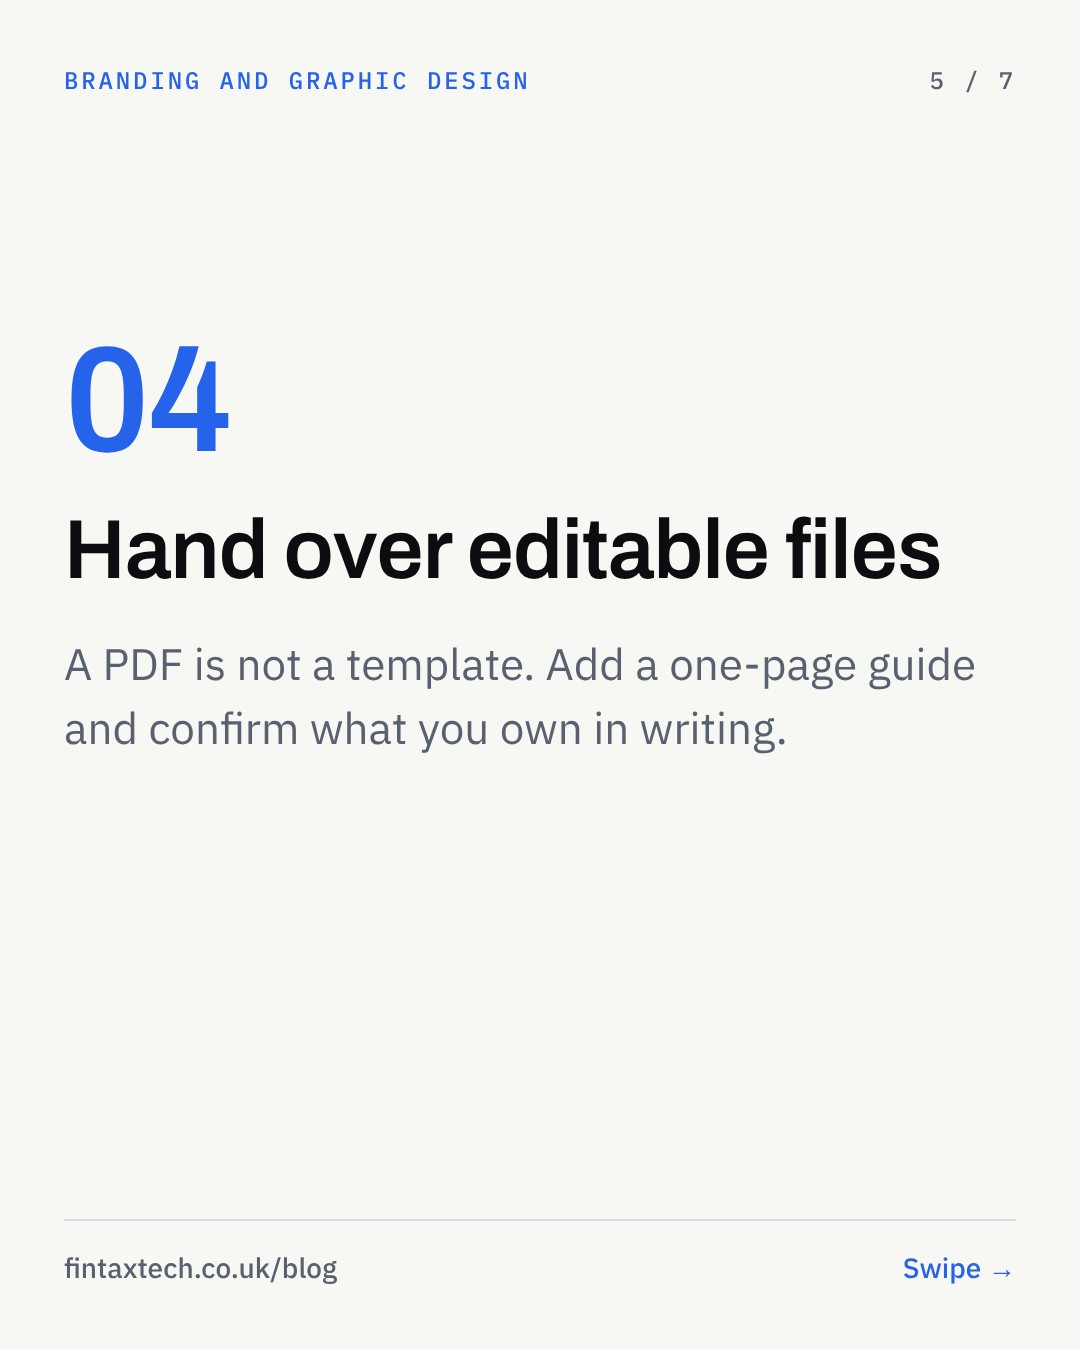 BRANDING AND GRAPHIC DESIGN
5 / 7
04
Hand over editable files
A PDF is not a template. Add a one-page guide
and confirm what you own in writing.
fintaxtech.co.uk/blog
Swipe →